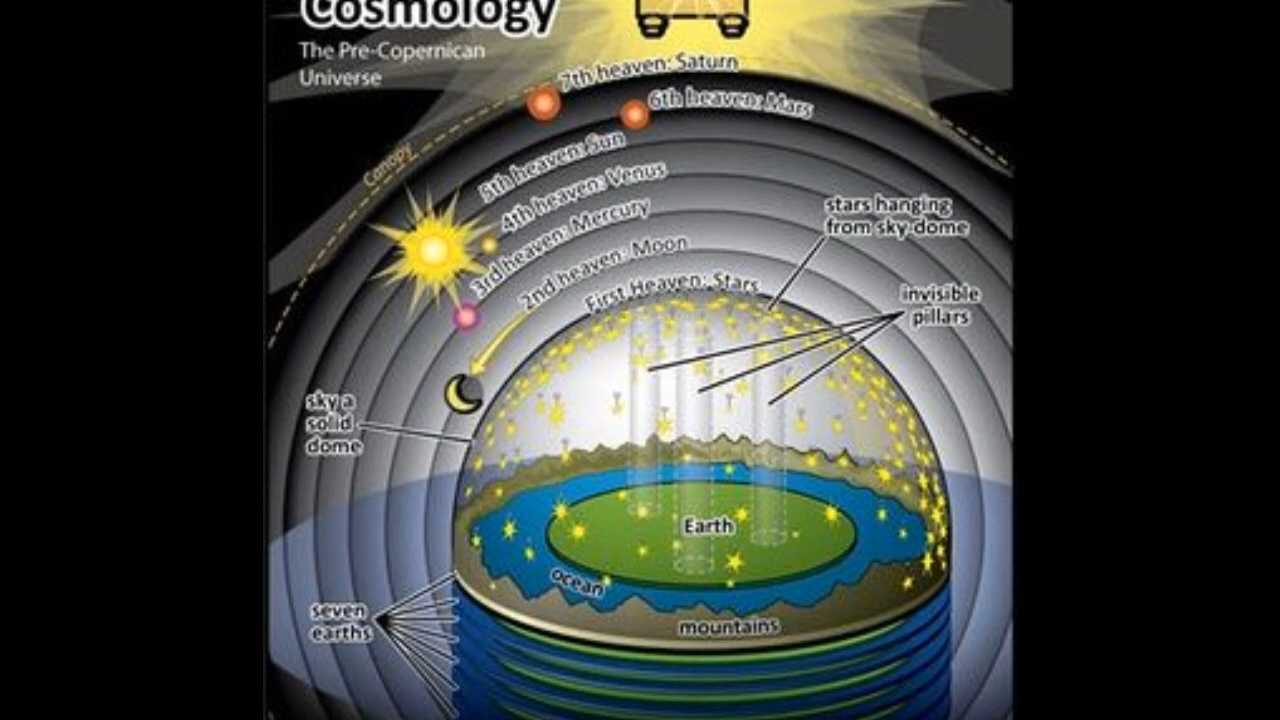 Cosmology
The Pre-Copernican
Universe
7th heaven: Saturn
6th heaven: Mars
Canopy
5th heaven: Sun
4th heaven: Venus
3rd heaven: Mercury
2nd heaven: Moon
First Heaven: Stars
stars hanging
from sky dome
invisible
pillars
sky a
solid
dome
Earth
ocean
seven
earths
mountains